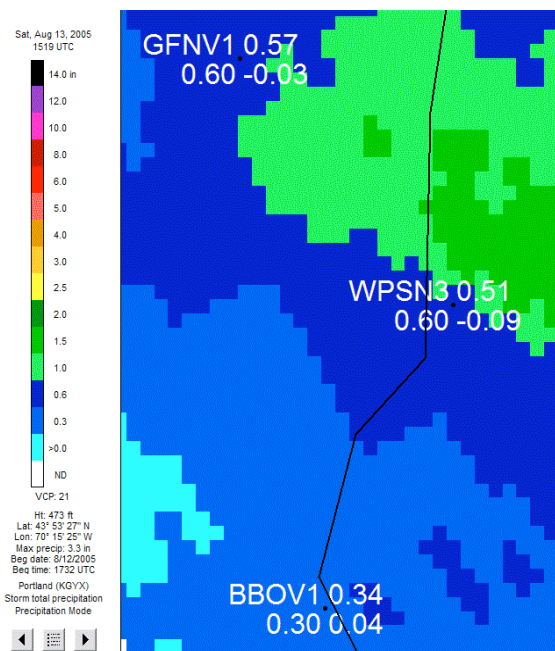 Sat, Aug 13, 2005
1519 UTC
14.0 in
12.0
10.0
8.0
6.0
5.0
4.0
3.0
2.5
2.0
1.5
1.0
0.6
0.3
>0.0
ND
VCP: 21
Ht: 473 ft
Lat: 43° 53' 27" N
Lon: 70° 15' 25" W
Max precip: 3.3 in
Beg date: 8/12/2005
Beq time: 1732 UTC
Portland (KGYX)
Storm total precipitation
Precipitation Mode
GFNV1 0.57
0.60 -0.03
WPSN3 0.51
0.60 -0.09
BBOV1 0.34
0.30 0.04